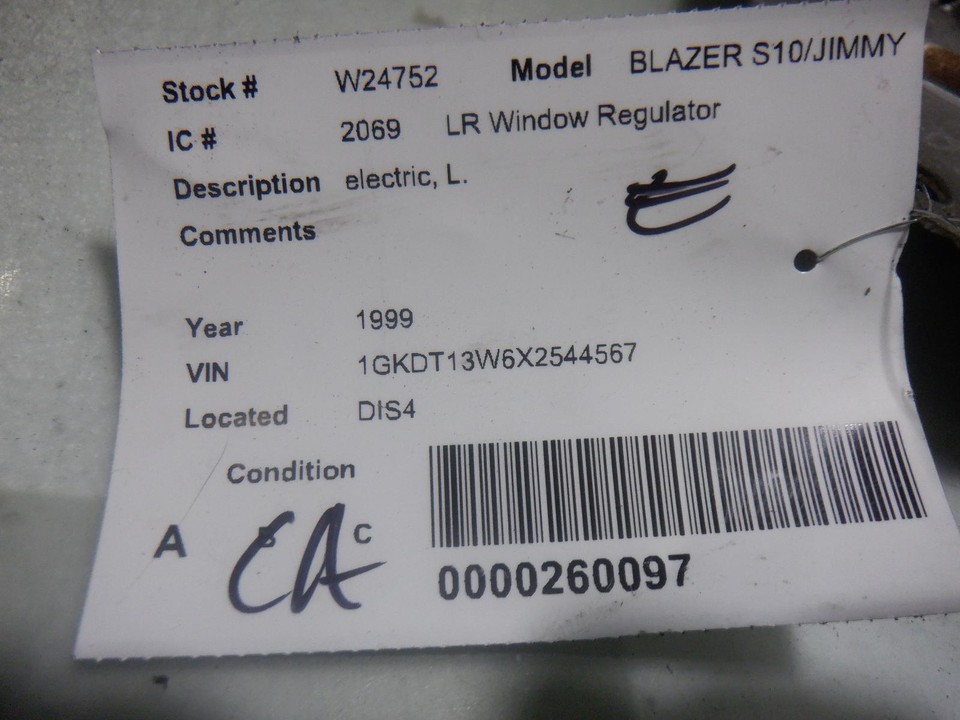 Stock # W24752 Model BLAZER S10/JIMMY
IC # 2069 LR Window Regulator
Description electric, L.
Comments
Year 1999
VIN 1GKDT13W6X2544567
Located DIS4
Condition
A B C
CA
0000260097